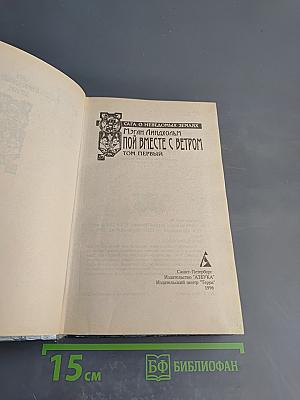 САГА О НЕВЕДОМЫХ ЗЕМЛЯХ
Мэган Линдхольм
ПОЙ ВМЕСТЕ С ВЕТРОМ
ТОМ ПЕРВЫЙ
Санкт-Петербург
Издательство "АЗБУКА"
Издательский центр "Терра"
1996
15 см
БФ БИБЛИОФАН